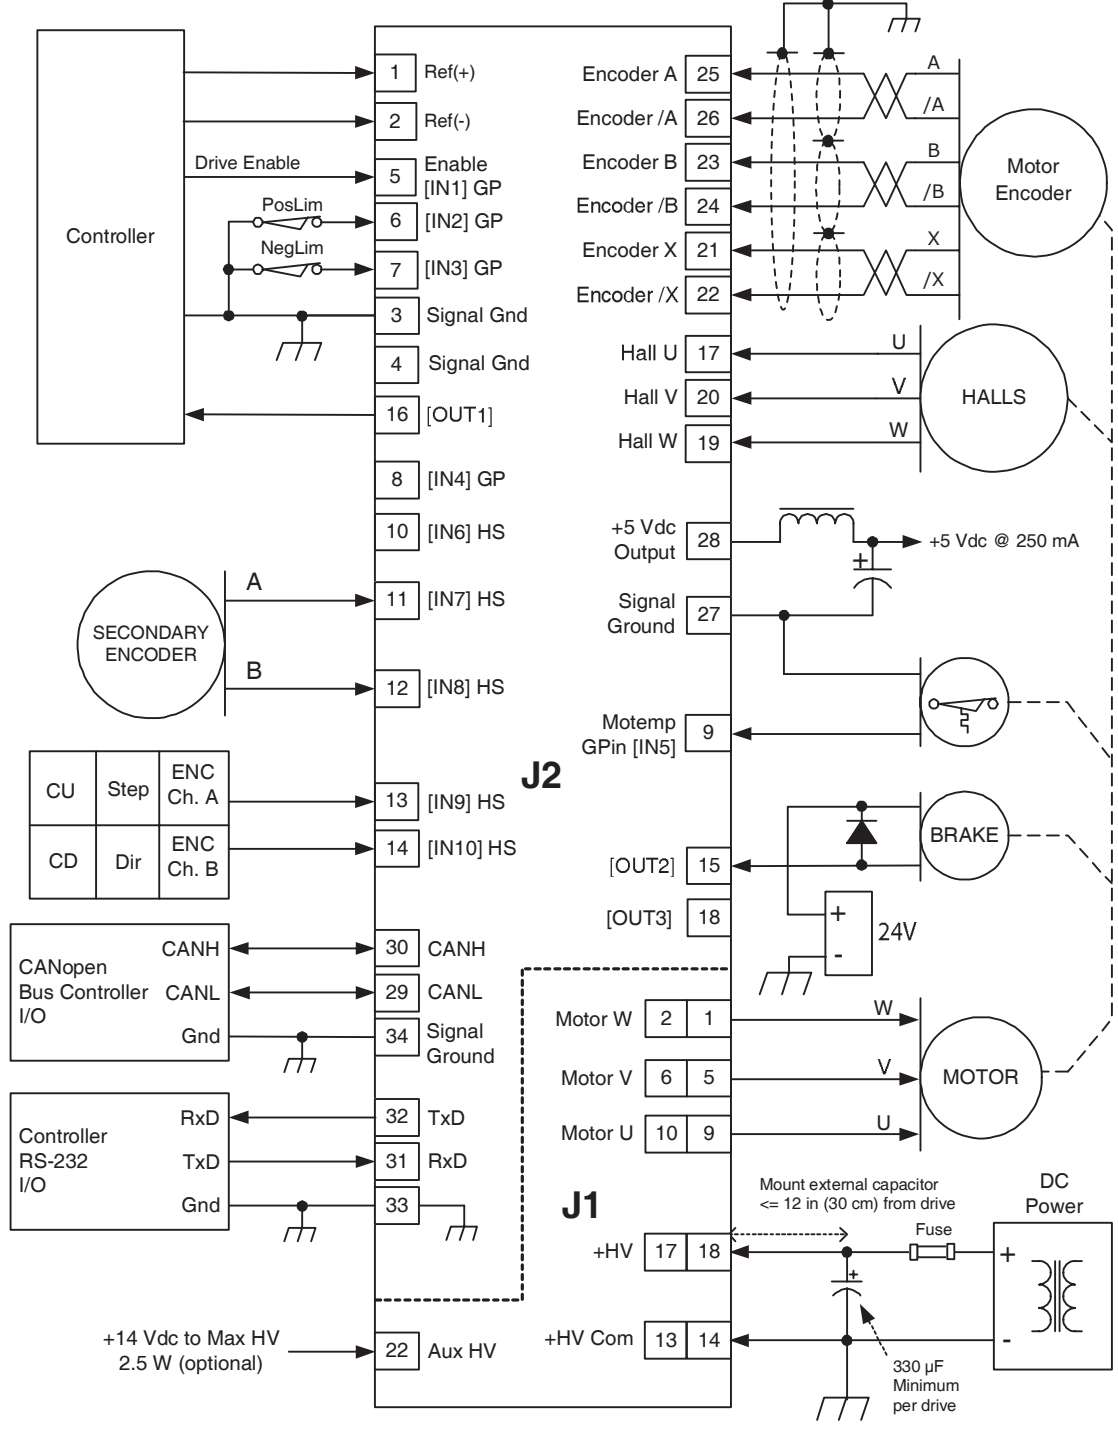 Controller
Drive Enable
PosLim
NegLim
1 Ref(+)
2 Ref(-)
5 Enable
[IN1] GP
6 [IN2] GP
7 [IN3] GP
3 Signal Gnd
4 Signal Gnd
16 [OUT1]
8 [IN4] GP
10 [IN6] HS
SECONDARY
ENCODER
A
B
11 [IN7] HS
12 [IN8] HS
CU Step ENC
Ch. A
CD Dir ENC
Ch. B
13 [IN9] HS
14 [IN10] HS
CANopen
Bus Controller
I/O
CANH
CANL
Gnd
30 CANH
29 CANL
34 Signal
Ground
Controller
RS-232
I/O
RxD
TxD
Gnd
32 TxD
31 RxD
33
+14 Vdc to Max HV
2.5 W (optional)
22 Aux HV
J2
J1
Encoder A 25
Encoder /A 26
Encoder B 23
Encoder /B 24
Encoder X 21
Encoder /X 22
A
/A
B
/B
X
/X
Motor
Encoder
Hall U 17
Hall V 20
Hall W 19
U
V
W
HALLS
+5 Vdc
Output
28
+
+5 Vdc @ 250 mA
Signal
Ground
27
Motemp
GPin [IN5]
9
BRAKE
[OUT2] 15
[OUT3] 18
+
-
24V
Motor W 2 1
Motor V 6 5
Motor U 10 9
W
V
U
MOTOR
Mount external capacitor
<= 12 in (30 cm) from drive
DC
Power
Fuse
+HV 17 18
+
+
-
+HV Com 13 14
330 µF
Minimum
per drive